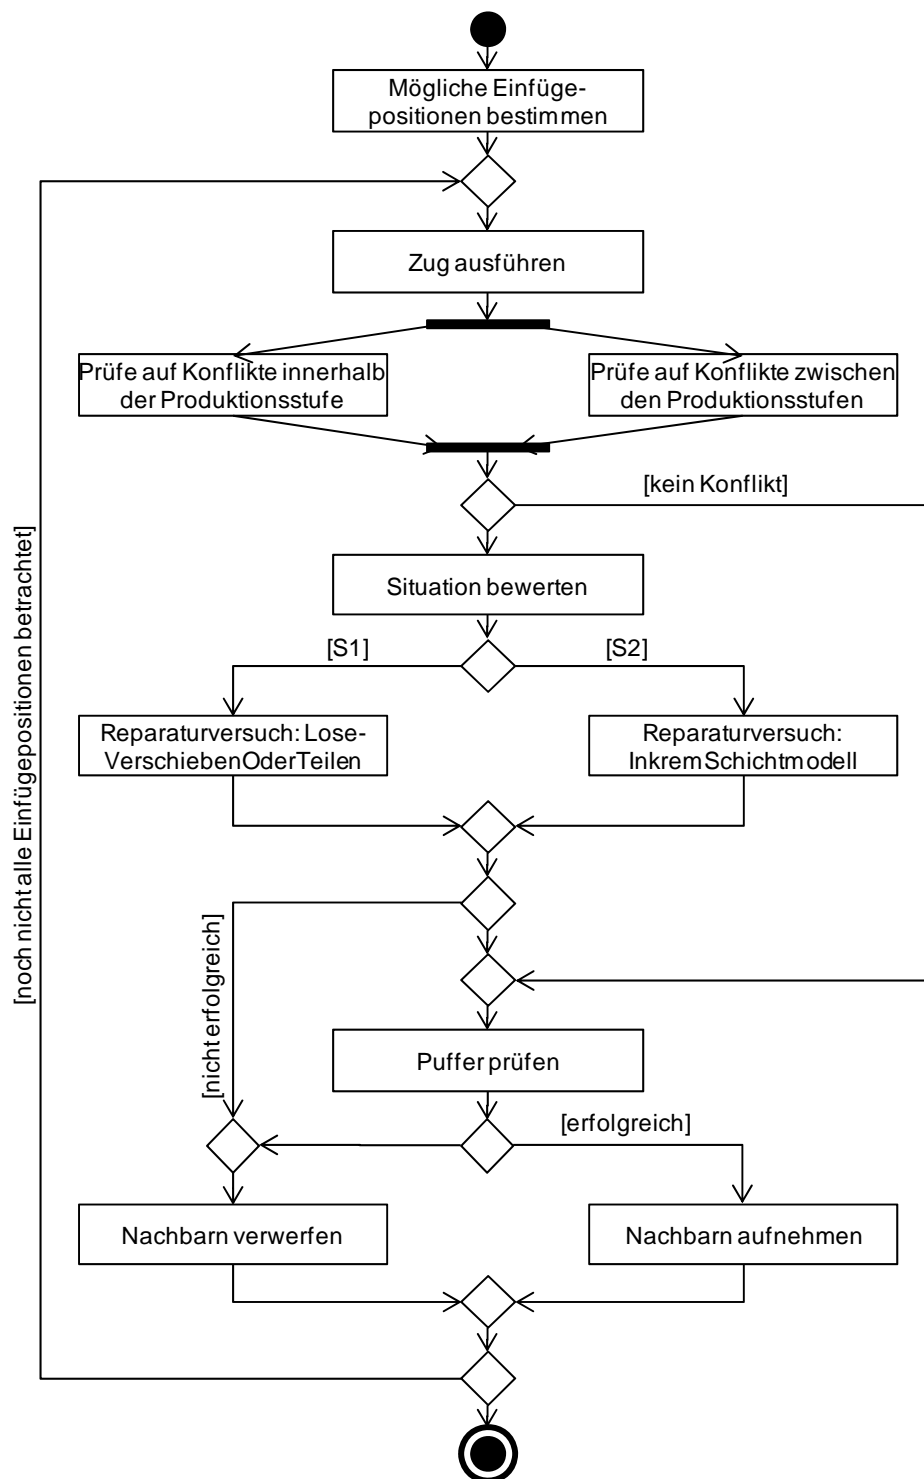 Mögliche Einfüge-
positionen bestimmen
Zug ausführen
Prüfe auf Konflikte innerhalb
der Produktionsstufe
Prüfe auf Konflikte zwischen
den Produktionsstufen
[kein Konflikt]
Situation bewerten
[S1]
[S2]
Reparaturversuch: Lose-
VerschiebenOderTeilen
Reparaturversuch:
InkremSchichtmodell
[noch nicht alle Einfügepositionen betrachtet]
[nicht erfolgreich]
Puffer prüfen
[erfolgreich]
Nachbarn verwerfen
Nachbarn aufnehmen